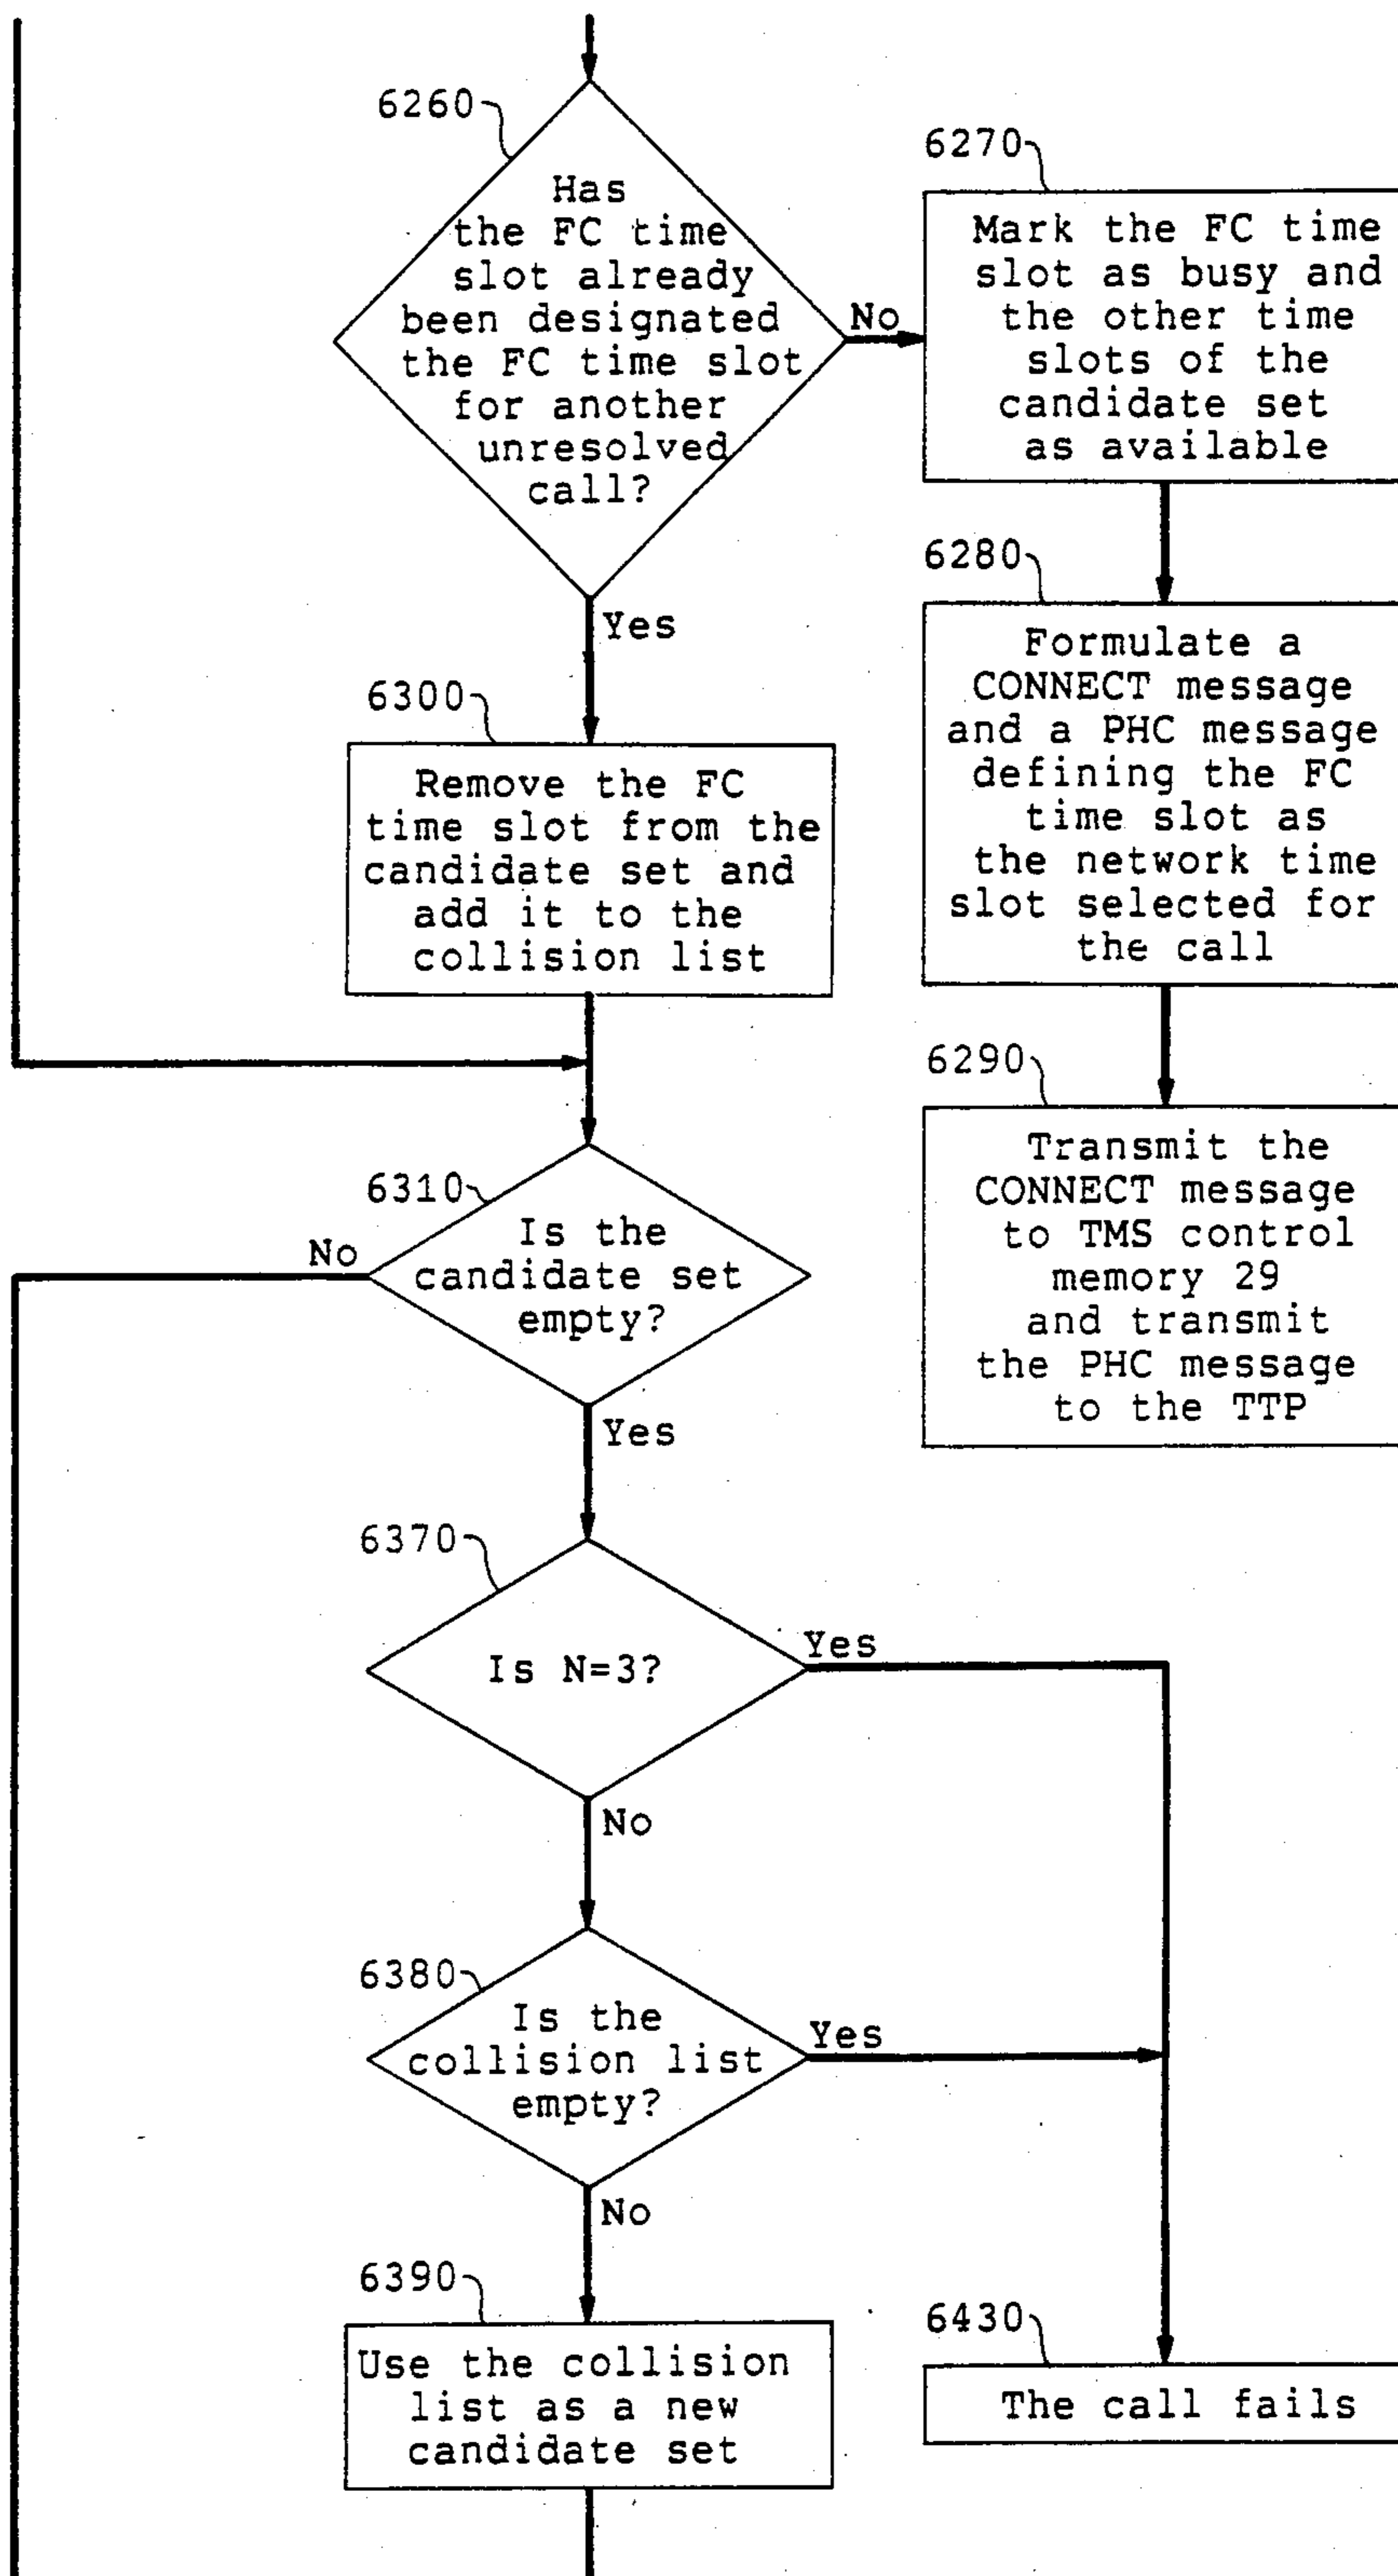 6260
Has
the FC time
slot already
been designated
the FC time slot
for another
unresolved
call?
No
Yes
6270
Mark the FC time
slot as busy and
the other time
slots of the
candidate set
as available
6280
Formulate a
CONNECT message
and a PHC message
defining the FC
time slot as
the network time
slot selected for
the call
6300
Remove the FC
time slot from the
candidate set and
add it to the
collision list
6290
Transmit the
CONNECT message
to TMS control
memory 29
and transmit
the PHC message
to the TTP
6310
No
Is the
candidate set
empty?
Yes
6370
Is N=3?
Yes
No
6380
Is the
collision list
empty?
Yes
No
6390
Use the collision
list as a new
candidate set
6430
The call fails